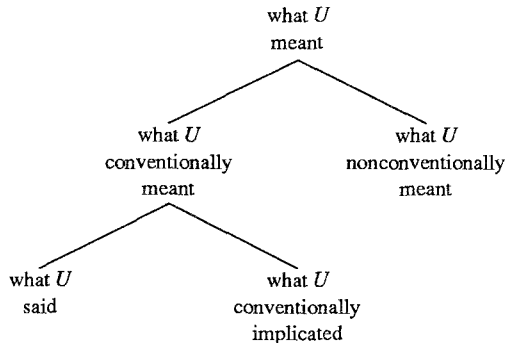 what U
meant
what U
conventionally
meant
what U
nonconventionally
meant
what U
said
what U
conventionally
implicated